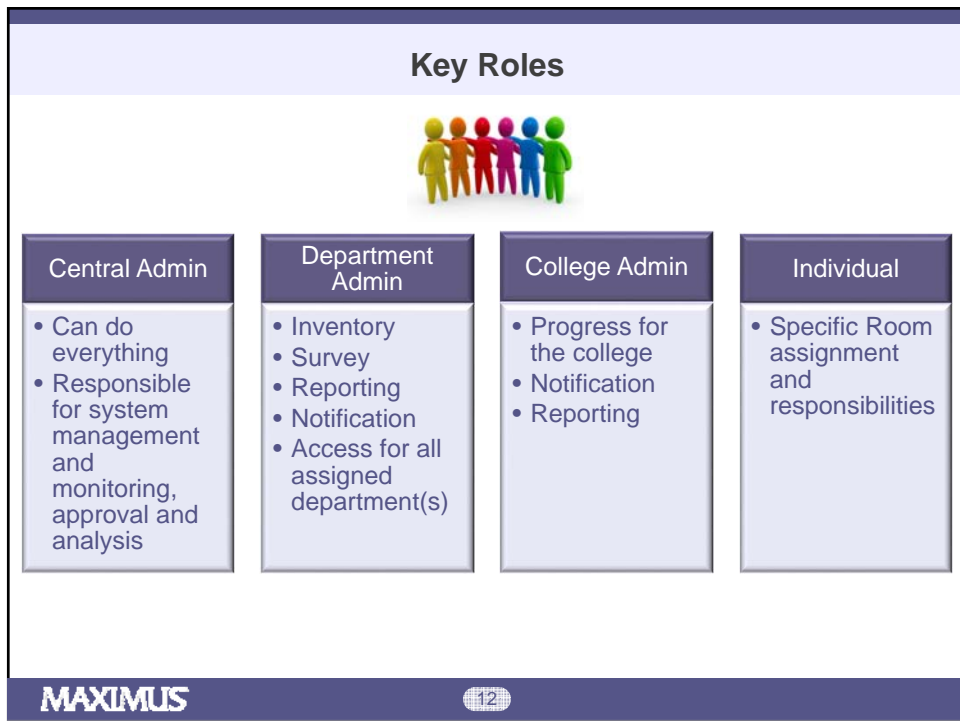 Key Roles
Central Admin
• Can do
everything
• Responsible
for system
management
and
monitoring,
approval and
analysis
Department
Admin
• Inventory
• Survey
• Reporting
• Notification
• Access for all
assigned
department(s)
College Admin
• Progress for
the college
• Notification
• Reporting
Individual
• Specific Room
assignment
and
responsibilities
MAXIMUS
12